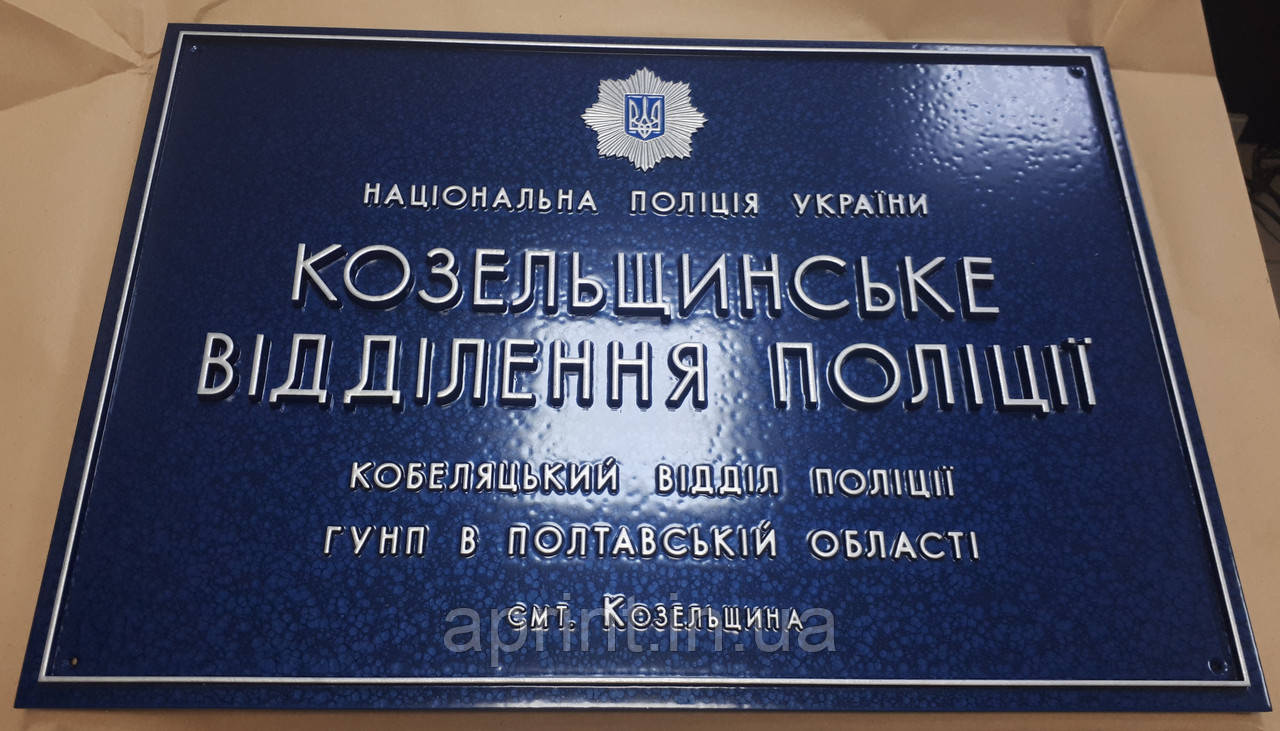 НАЦІОНАЛЬНА ПОЛІЦІЯ УКРАЇНИ
КОЗЕЛЬЩИНСЬКЕ
ВІДДІЛЕННЯ ПОЛІЦІЇ
КОБЕЛЯЦЬКИЙ ВІДДІЛ ПОЛІЦІЇ
ГУНП В ПОЛТАВСЬКІЙ ОБЛАСТІ
смт. Козельщина
aprint.in.ua